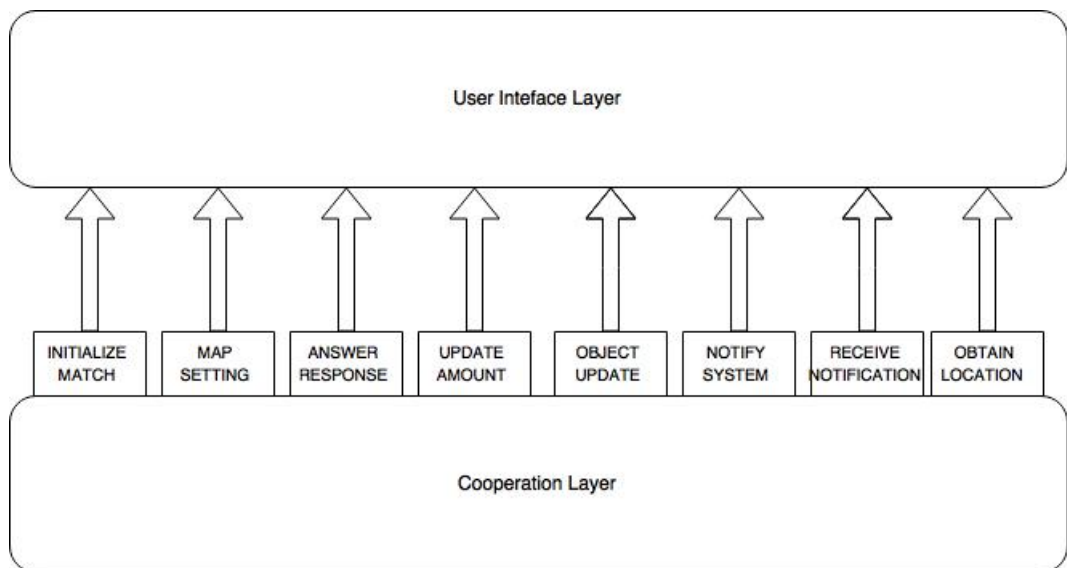 User Inteface Layer
INITIALIZE
MATCH
MAP
SETTING
ANSWER
RESPONSE
UPDATE
AMOUNT
OBJECT
UPDATE
NOTIFY
SYSTEM
RECEIVE
NOTIFICATION
OBTAIN
LOCATION
Cooperation Layer